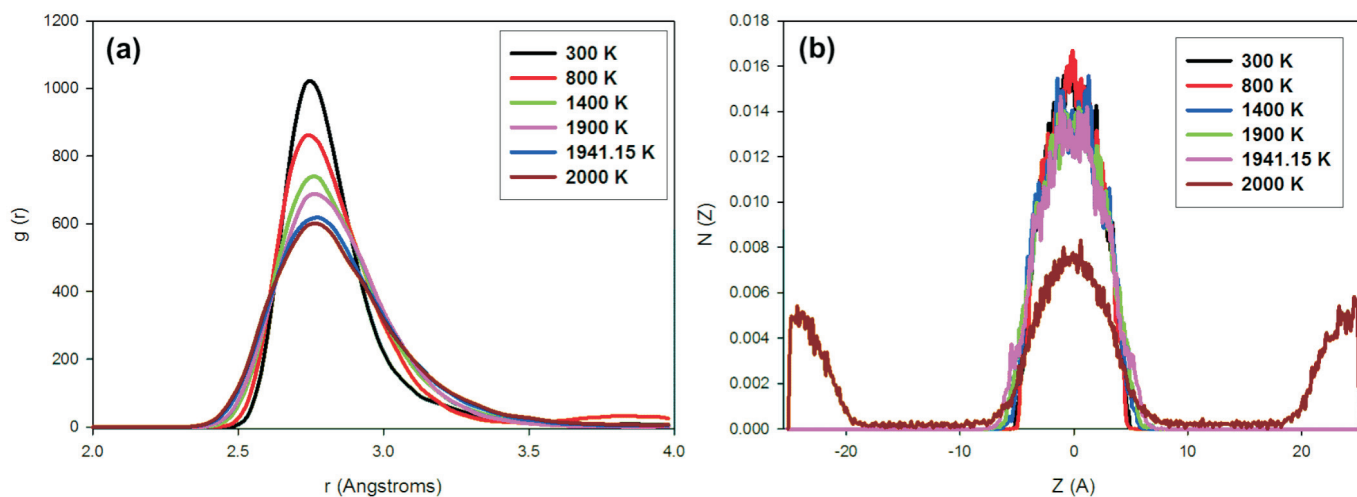 (a)
1200
1000
800
600
400
200
0
g (r)
2.0 2.5 3.0 3.5 4.0
r (Angstroms)
300 K
800 K
1400 K
1900 K
1941.15 K
2000 K
(b)
0.018
0.016
0.014
0.012
0.010
0.008
0.006
0.004
0.002
0.000
N (Z)
-20 -10 0 10 20
Z (A)
300 K
800 K
1400 K
1900 K
1941.15 K
2000 K